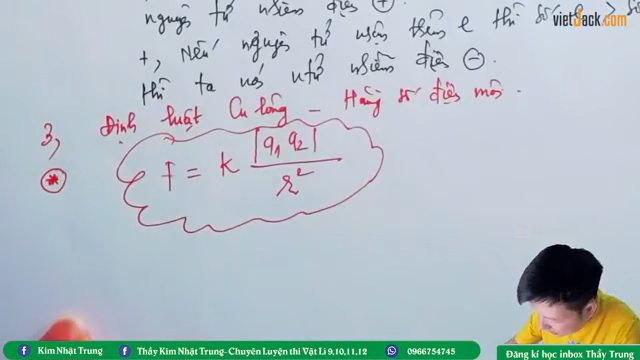 nguyên tử nhiễm điện +
vietJack.com
+, Nếu nguyên tử nhận thêm e thì số e > số
thì ta nói ntử nhiễm điện -
3, Định luật Cu lông – Hằng số điện môi.
* F = k |q₁ q₂| / r²
Kim Nhật Trung
Thầy Kim Nhật Trung- Chuyên Luyện thi Vật Lí 9,10,11,12
0966754745
Đăng kí học inbox Thầy Trung